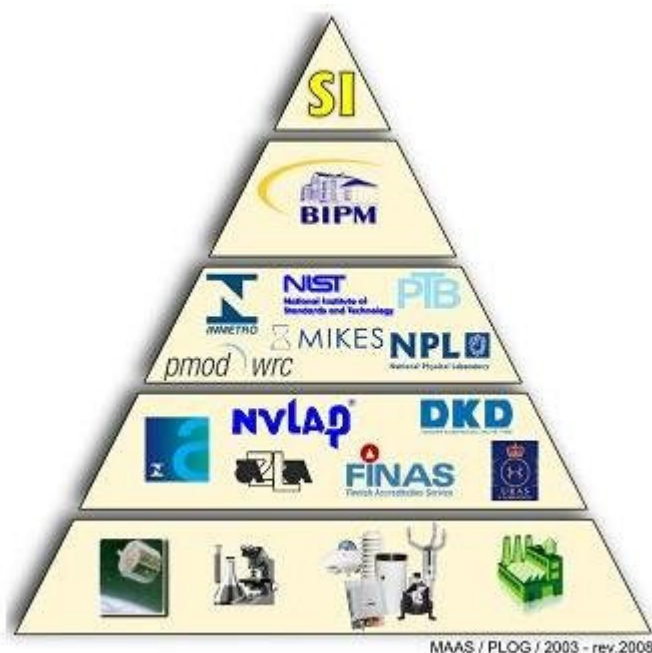 SI
BIPM
INMETRO
NIST
National Institute of
Standards and Technology
PTB
MIKES
pmod wrc
NPL
National Physical Laboratory
NVLAP®
DKD
a2la
FINAS
Finnish Accreditation Service
UKAS
MAAS / PLOG / 2003 - rev.2008